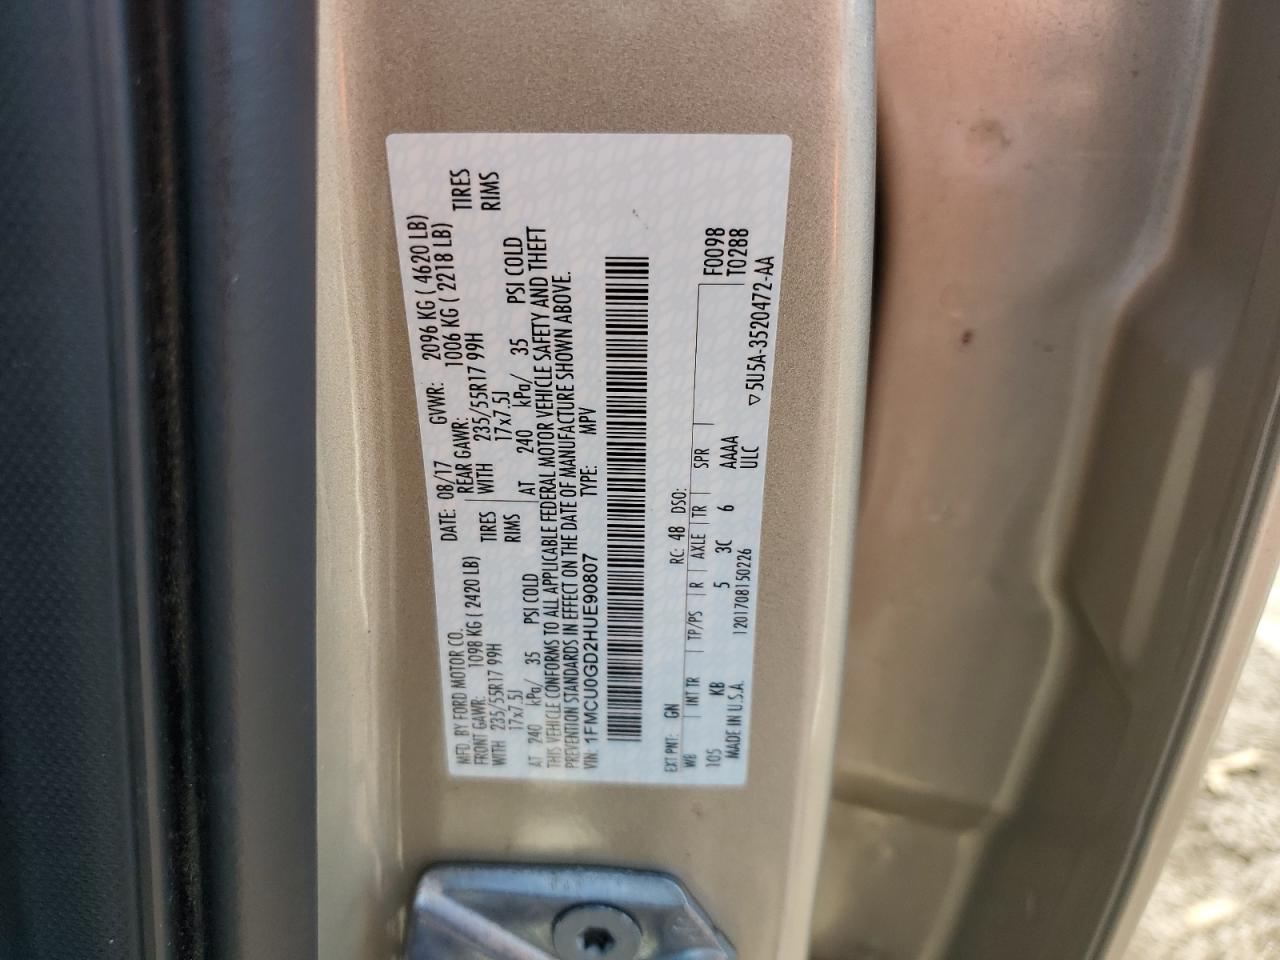 MFD. BY FORD MOTOR CO.
DATE: 08/17 GVWR: 2096 KG ( 4620 LB)
FRONT GAWR: 1098 KG ( 2420 LB) REAR GAWR: 1006 KG ( 2218 LB)
WITH 235/55R17 99H TIRES WITH 235/55R17 99H TIRES
17x7.5J RIMS 17x7.5J RIMS
AT 240 kPa/ 35 PSI COLD AT 240 kPa/ 35 PSI COLD
THIS VEHICLE CONFORMS TO ALL APPLICABLE FEDERAL MOTOR VEHICLE SAFETY AND THEFT
PREVENTION STANDARDS IN EFFECT ON THE DATE OF MANUFACTURE SHOWN ABOVE.
VIN: 1FMCU0GD2HUE90807 TYPE: MPV
EXT PNT: GN RC: 48 DSO:
WB INT TR TP/PS R AXLE TR SPR F0098
105 KB 5 3C 6 AAAA T0288
MADE IN U.S.A. 1201708150226 ULC ▽5U5A-3520472-AA